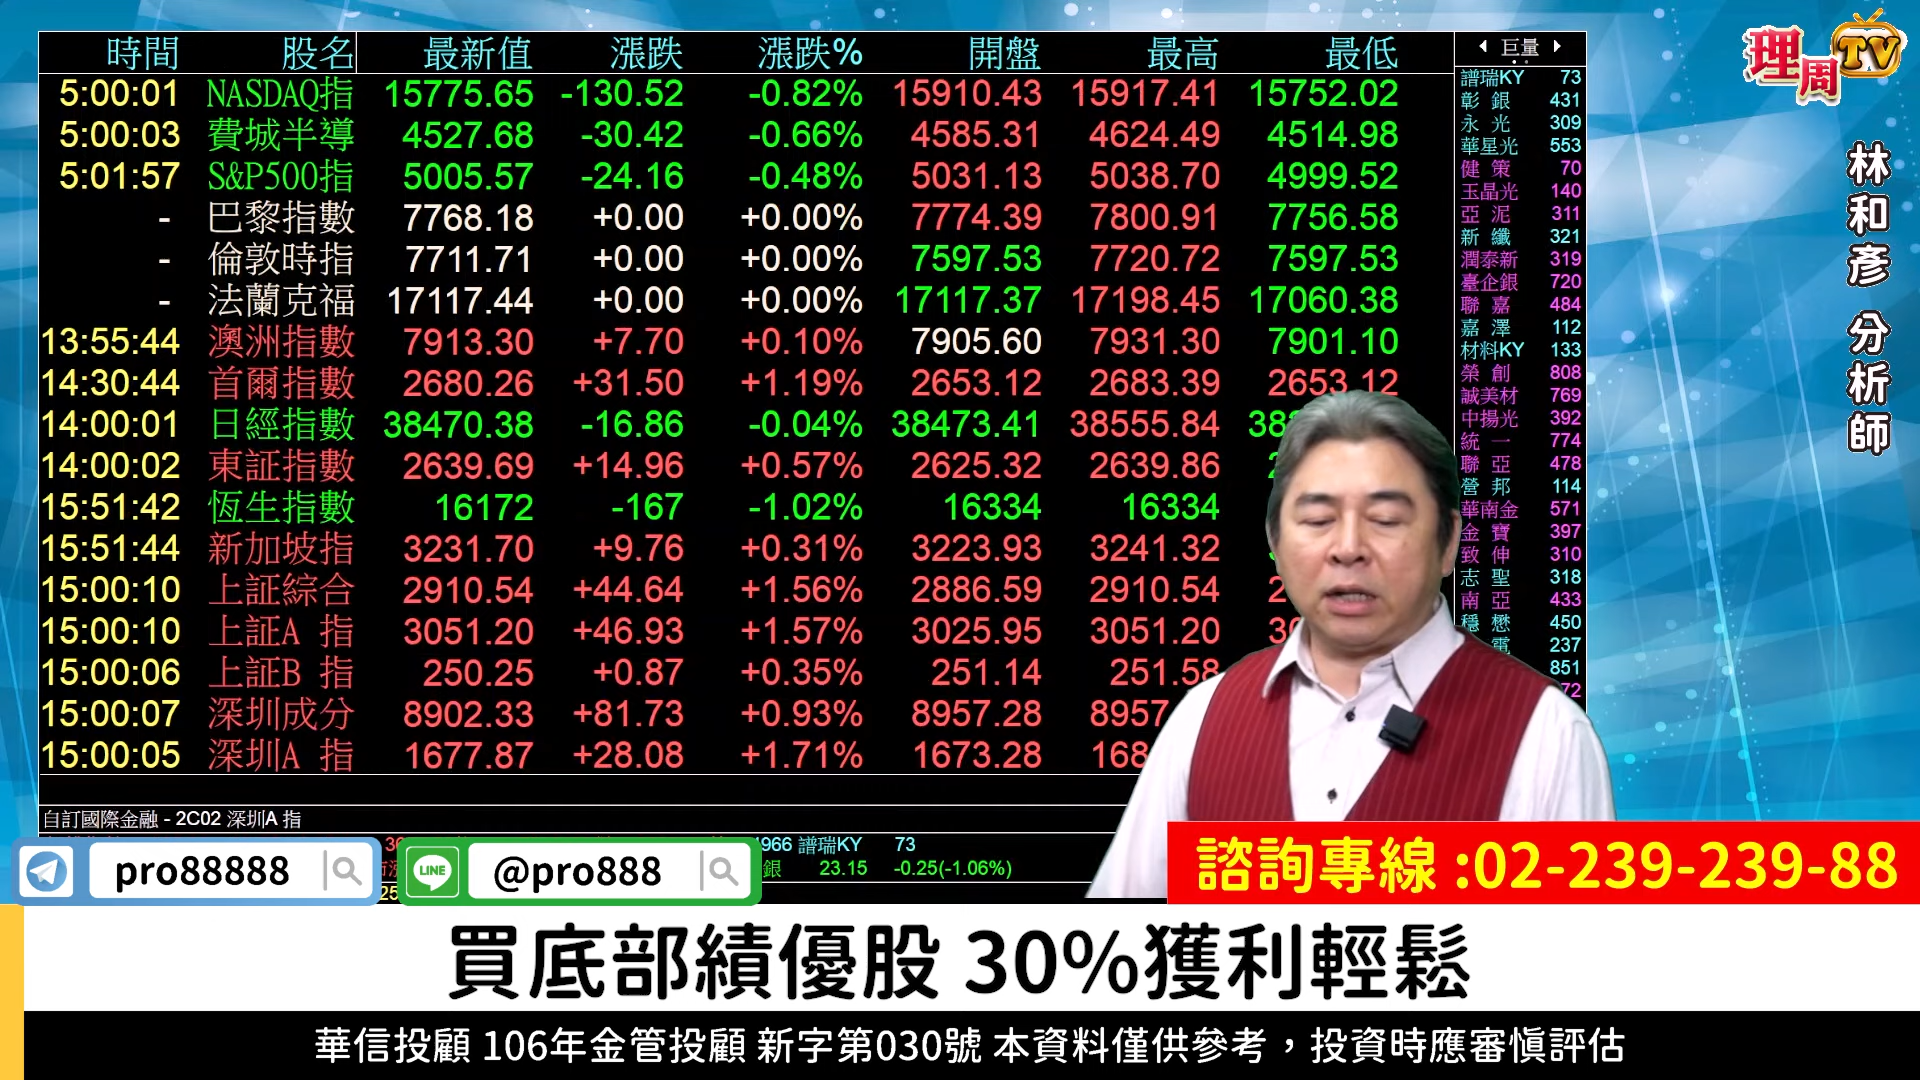 時間 股名 最新值 漲跌 漲跌% 開盤 最高 最低
5:00:01 NASDAQ指 15775.65 -130.52 -0.82% 15910.43 15917.41 15752.02
5:00:03 費城半導 4527.68 -30.42 -0.66% 4585.31 4624.49 4514.98
5:01:57 S&P500指 5005.57 -24.16 -0.48% 5031.13 5038.70 4999.52
- 巴黎指數 7768.18 +0.00 +0.00% 7774.39 7800.91 7756.58
- 倫敦時指 7711.71 +0.00 +0.00% 7597.53 7720.72 7597.53
- 法蘭克福 17117.44 +0.00 +0.00% 17117.37 17198.45 17060.38
13:55:44 澳洲指數 7913.30 +7.70 +0.10% 7905.60 7931.30 7901.10
14:30:44 首爾指數 2680.26 +31.50 +1.19% 2653.12 2683.39 2653.12
14:00:01 日經指數 38470.38 -16.86 -0.04% 38473.41 38555.84
14:00:02 東証指數 2639.69 +14.96 +0.57% 2625.32 2639.86
15:51:42 恆生指數 16172 -167 -1.02% 16334 16334
15:51:44 新加坡指 3231.70 +9.76 +0.31% 3223.93 3241.32
15:00:10 上証綜合 2910.54 +44.64 +1.56% 2886.59 2910.54
15:00:10 上証A 指 3051.20 +46.93 +1.57% 3025.95 3051.20
15:00:06 上証B 指 250.25 +0.87 +0.35% 251.14 251.58
15:00:07 深圳成分 8902.33 +81.73 +0.93% 8957.28 8957
15:00:05 深圳A 指 1677.87 +28.08 +1.71% 1673.28 168
自訂國際金融 - 2C02 深圳A 指
966 譜瑞KY 73
銀 23.15 -0.25(-1.06%)
巨量
譜瑞KY 73
彰 銀 431
永 光 309
華星光 553
健 策 70
玉晶光 140
亞 泥 311
新 纖 321
潤泰新 319
臺企銀 720
聯 嘉 484
嘉 澤 112
材料KY 133
榮 創 808
誠美材 769
中揚光 392
統 一 774
聯 亞 478
營 邦 114
華南金 571
金 寶 397
致 伸 310
志 聖 318
南 亞 433
穩 懋 450
電 237
851
72
理周TV
林和彥 分析師
pro88888
LINE @pro888
諮詢專線 :02-239-239-88
買底部績優股 30%獲利輕鬆
華信投顧 106年金管投顧 新字第030號 本資料僅供參考，投資時應審慎評估